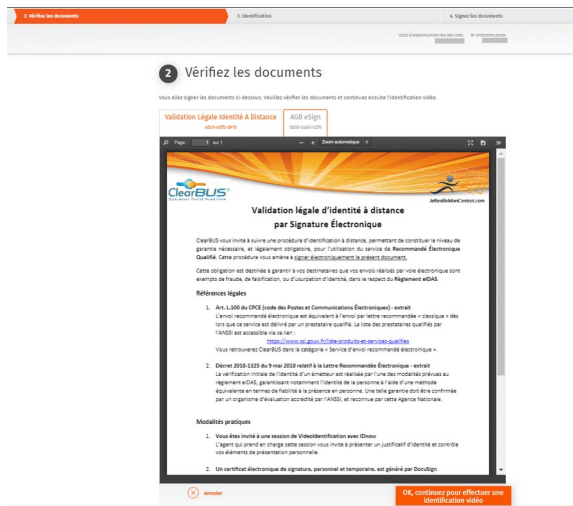 2. Vérifiez les documents
3. Identification
4. Signez les documents
2 Vérifiez les documents
Vous allez signer les documents ci-dessous. Veuillez vérifier les documents et continuez ensuite l'identification vidéo.
Validation Légale Identité A Distance
AGB eSign
Page : 1 sur 1
Zoom automatique
ClearBUS
JeResilieMonContrat.com
Validation légale d'identité à distance
par Signature Électronique
ClearBUS vous invite à suivre une procédure d'identification à distance, permettant de constituer le niveau de
garantie nécessaire, et légalement obligatoire, pour l'utilisation du service de Recommandé Électronique
Qualifié. Cette procédure vous amène à signer électroniquement le présent document.
Cette obligation est destinée à garantir à vos destinataires que vos envois réalisés par voie électronique sont
exempts de fraude, de falsification, ou d'usurpation d'identité, dans le respect du Règlement eIDAS.
Références légales
1. Art. L.100 du CPCE (code des Postes et Communications Électroniques) - extrait
L'envoi recommandé électronique est équivalent à l'envoi par lettre recommandée « classique » dès
lors que ce service est délivré par un prestataire qualifié. La liste des prestataires qualifiés par
l'ANSSI est accessible via ce lien :
https://www.ssi.gouv.fr/liste-produits-et-services-qualifies
Vous retrouverez ClearBUS dans la catégorie « Service d'envoi recommandé électronique ».
2. Décret 2018-1325 du 9 mai 2018 relatif à la Lettre Recommandée Électronique - extrait
La vérification initiale de l'identité d'un émetteur est réalisée par l'une des modalités prévues au
règlement eIDAS, garantissant notamment l'identité de la personne à l'aide d'une méthode
équivalente en termes de fiabilité à la présence en personne. Une telle garantie doit être confirmée
par un organisme d'évaluation accrédité par l'ANSSI, et reconnue par cette Agence Nationale.
Modalités pratiques
1. Vous êtes invité à une session de VideoIdentification avec IDnow
L'agent qui prend en charge cette session vous invite à présenter un justificatif d'identité et contrôle
vos éléments de présentation personnelle.
2. Un certificat électronique de signature, personnel et temporaire, est généré par DocuSign
Annuler
OK, continuez pour effectuer une
identification vidéo